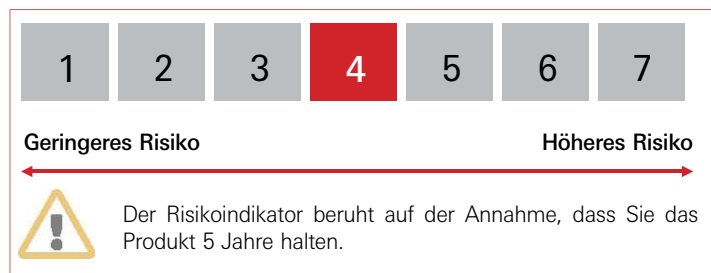 1 2 3 4 5 6 7
Geringeres Risiko Höheres Risiko
Der Risikoindikator beruht auf der Annahme, dass Sie das
Produkt 5 Jahre halten.